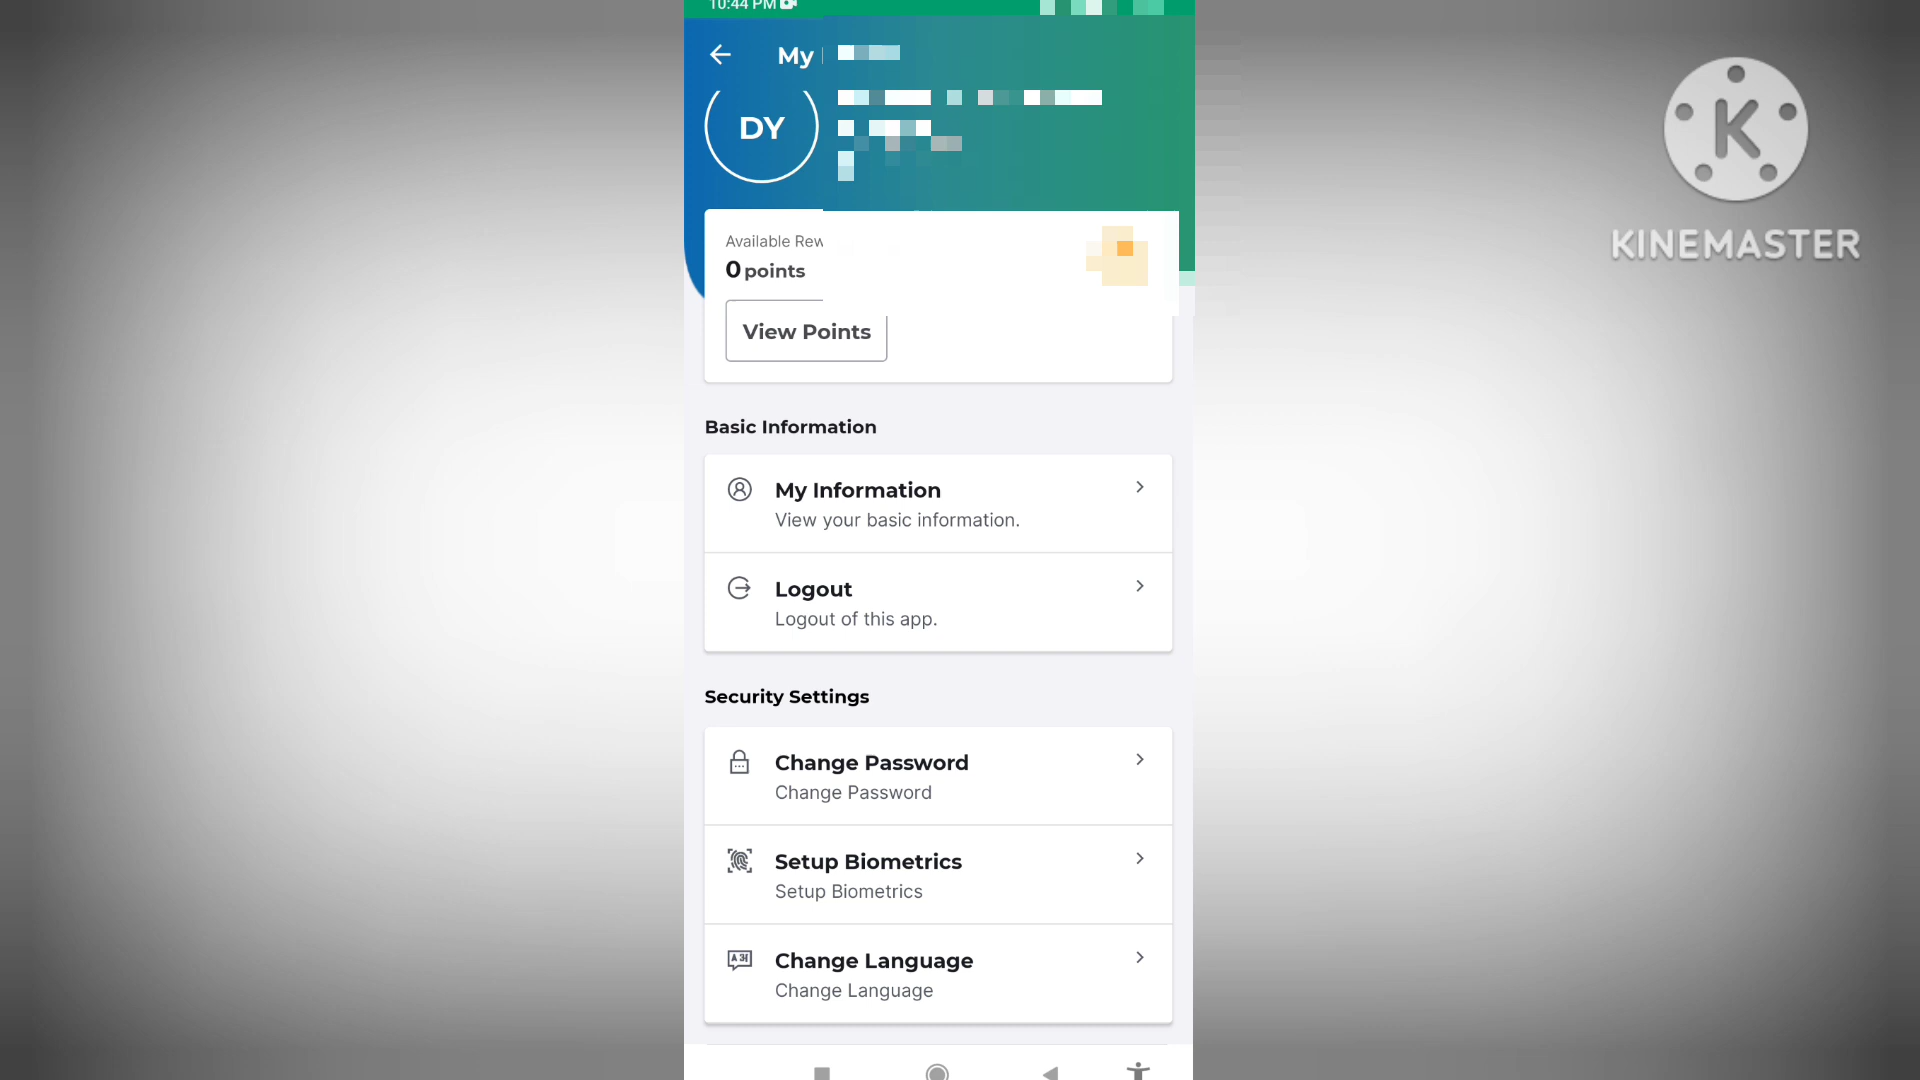 10:44 PM
My
DY
Available Rew
0 points
View Points
Basic Information
My Information
View your basic information.
Logout
Logout of this app.
Security Settings
Change Password
Change Password
Setup Biometrics
Setup Biometrics
Change Language
Change Language
K
KINEMASTER